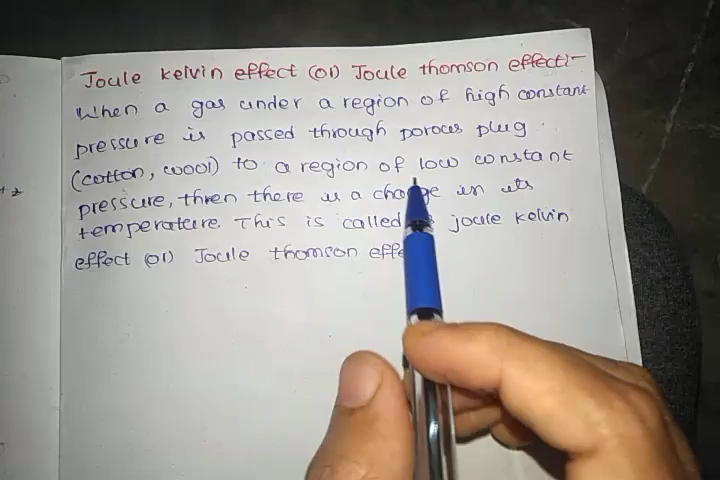 Joule kelvin effect (or) Joule thomson effect:-
When a gas under a region of high constant
pressure is passed through porous plug
(cotton, wool) to a region of low constant
pressure, then there is a change in its
temperature. This is called joule kelvin
effect (or) Joule thomson effe